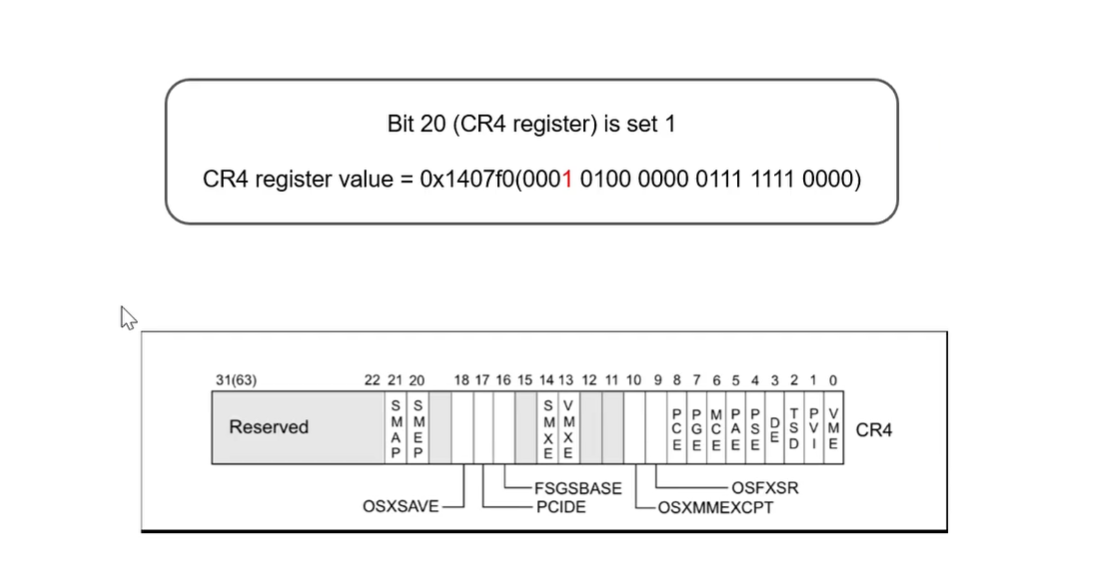 Bit 20 (CR4 register) is set 1
CR4 register value = 0x1407f0(0001 0100 0000 0111 1111 0000)
31(63) 22 21 20 18 17 16 15 14 13 12 11 10 9 8 7 6 5 4 3 2 1 0
Reserved SMAP SMEP SMXE VMXE PCE PGE MCE PAE PSE DE TSD PVI VME CR4
FSGSBASE OSFXSR
OSXSAVE PCIDE OSXMMEXCPT